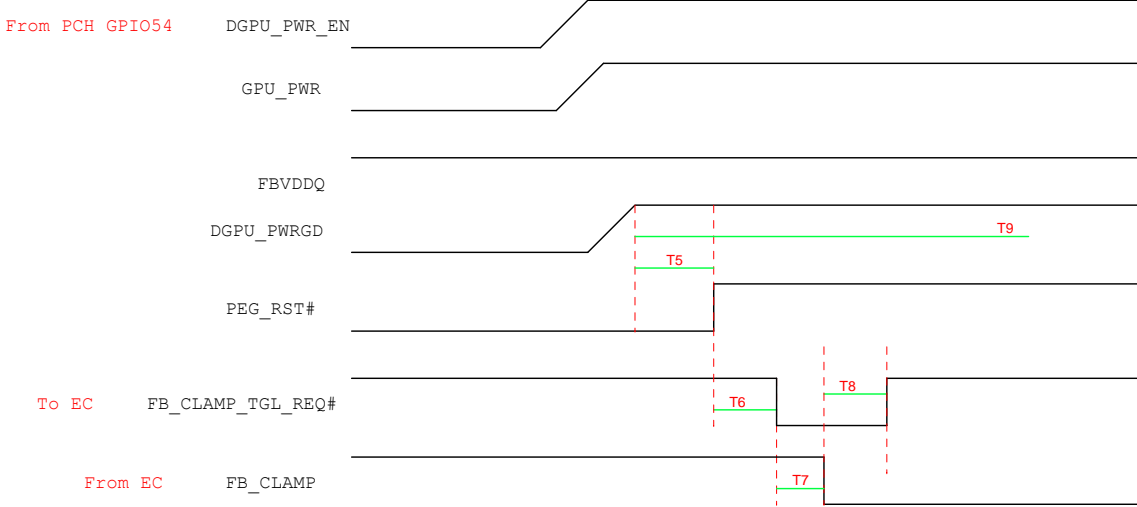 From PCH GPIO54 DGPU_PWR_EN
GPU_PWR
FBVDDQ
DGPU_PWRGD
T9
T5
PEG_RST#
To EC FB_CLAMP_TGL_REQ#
T8
T6
From EC FB_CLAMP
T7